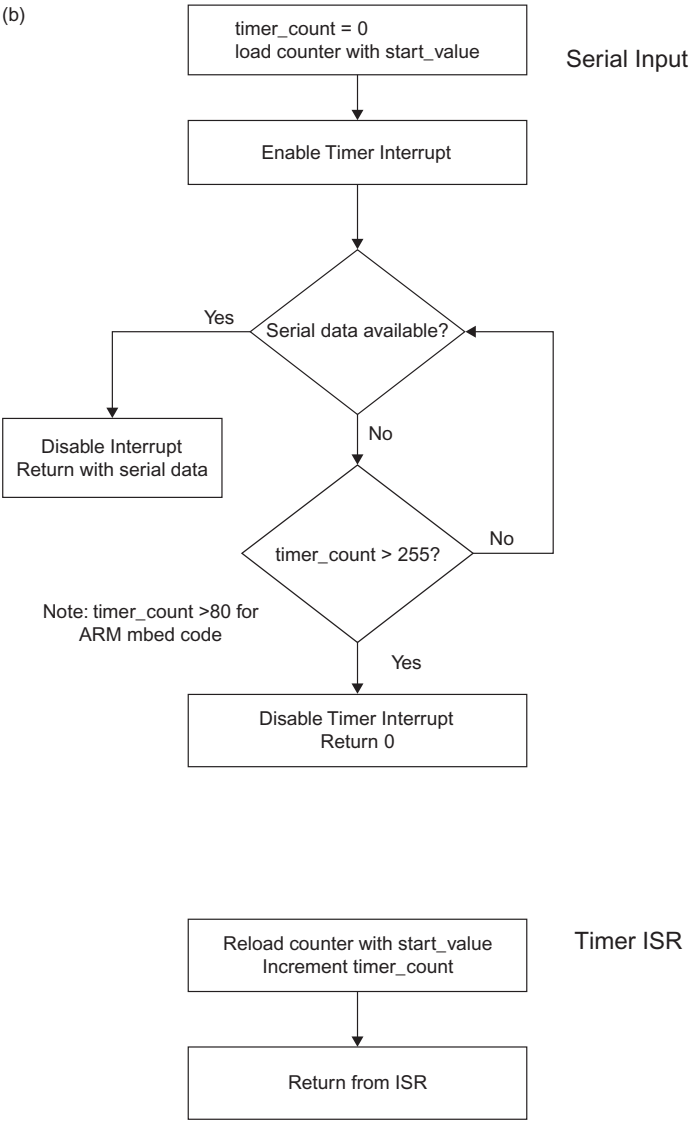 (b)
timer_count = 0
load counter with start_value
Serial Input
Enable Timer Interrupt
Yes
Serial data available?
Disable Interrupt
Return with serial data
No
timer_count > 255?
No
Note: timer_count >80 for
ARM mbed code
Yes
Disable Timer Interrupt
Return 0
Reload counter with start_value
Increment timer_count
Timer ISR
Return from ISR